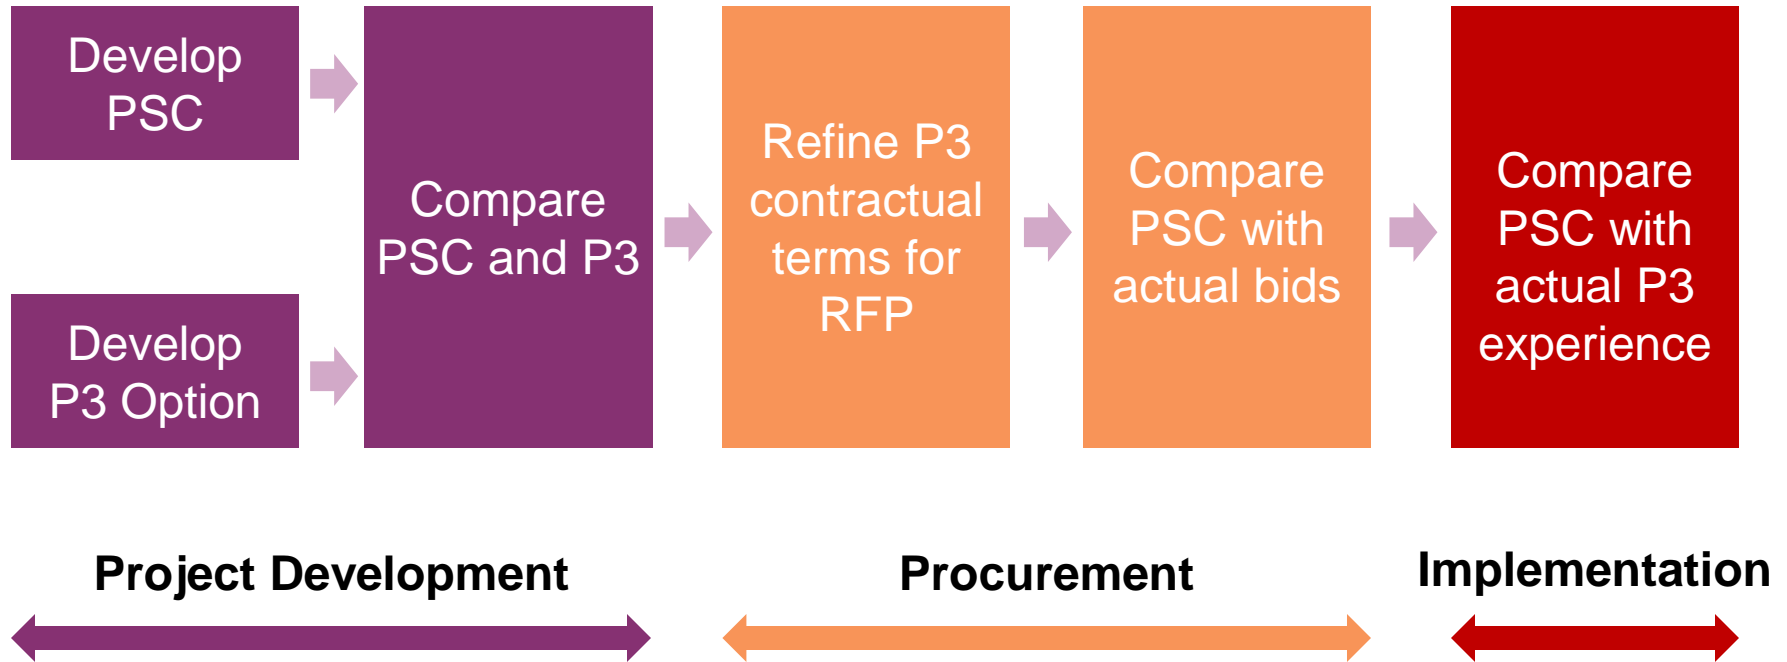 Develop
PSC
Develop
P3 Option
Compare
PSC and P3
Refine P3
contractual
terms for
RFP
Compare
PSC with
actual bids
Compare
PSC with
actual P3
experience
Project Development
Procurement
Implementation